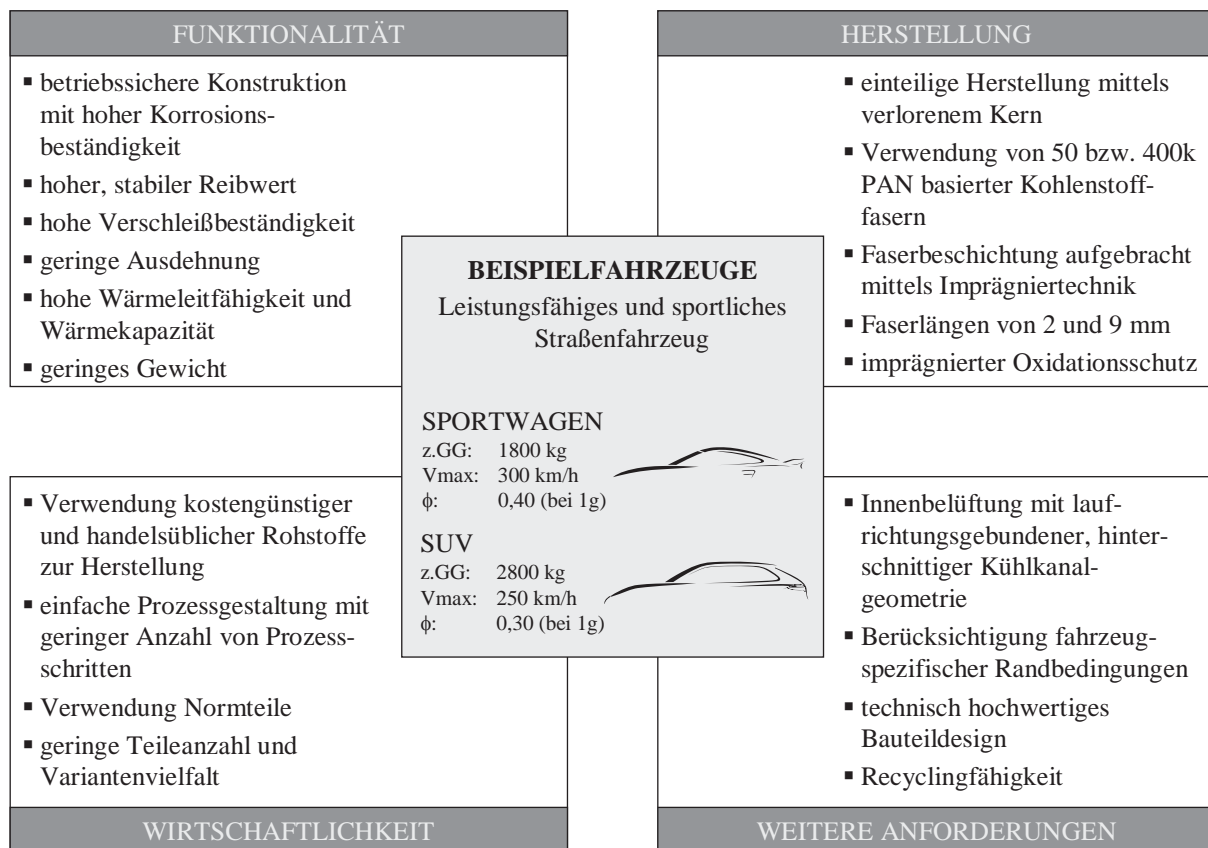 FUNKTIONALITÄT
▪ betriebssichere Konstruktion
mit hoher Korrosions-
beständigkeit
▪ hoher, stabiler Reibwert
▪ hohe Verschleißbeständigkeit
▪ geringe Ausdehnung
▪ hohe Wärmeleitfähigkeit und
Wärmekapazität
▪ geringes Gewicht
HERSTELLUNG
▪ einteilige Herstellung mittels
verlorenem Kern
▪ Verwendung von 50 bzw. 400k
PAN basierter Kohlenstoff-
fasern
▪ Faserbeschichtung aufgebracht
mittels Imprägniertechnik
▪ Faserlängen von 2 und 9 mm
▪ imprägnierter Oxidationsschutz
BEISPIELFAHRZEUGE
Leistungsfähiges und sportliches
Straßenfahrzeug
SPORTWAGEN
z.GG: 1800 kg
Vmax: 300 km/h
ϕ: 0,40 (bei 1g)
SUV
z.GG: 2800 kg
Vmax: 250 km/h
ϕ: 0,30 (bei 1g)
▪ Verwendung kostengünstiger
und handelsüblicher Rohstoffe
zur Herstellung
▪ einfache Prozessgestaltung mit
geringer Anzahl von Prozess-
schritten
▪ Verwendung Normteile
▪ geringe Teileanzahl und
Variantenvielfalt
WIRTSCHAFTLICHKEIT
▪ Innenbelüftung mit lauf-
richtungsgebundener, hinter-
schnittiger Kühlkanal-
geometrie
▪ Berücksichtigung fahrzeug-
spezifischer Randbedingungen
▪ technisch hochwertiges
Bauteildesign
▪ Recyclingfähigkeit
WEITERE ANFORDERUNGEN